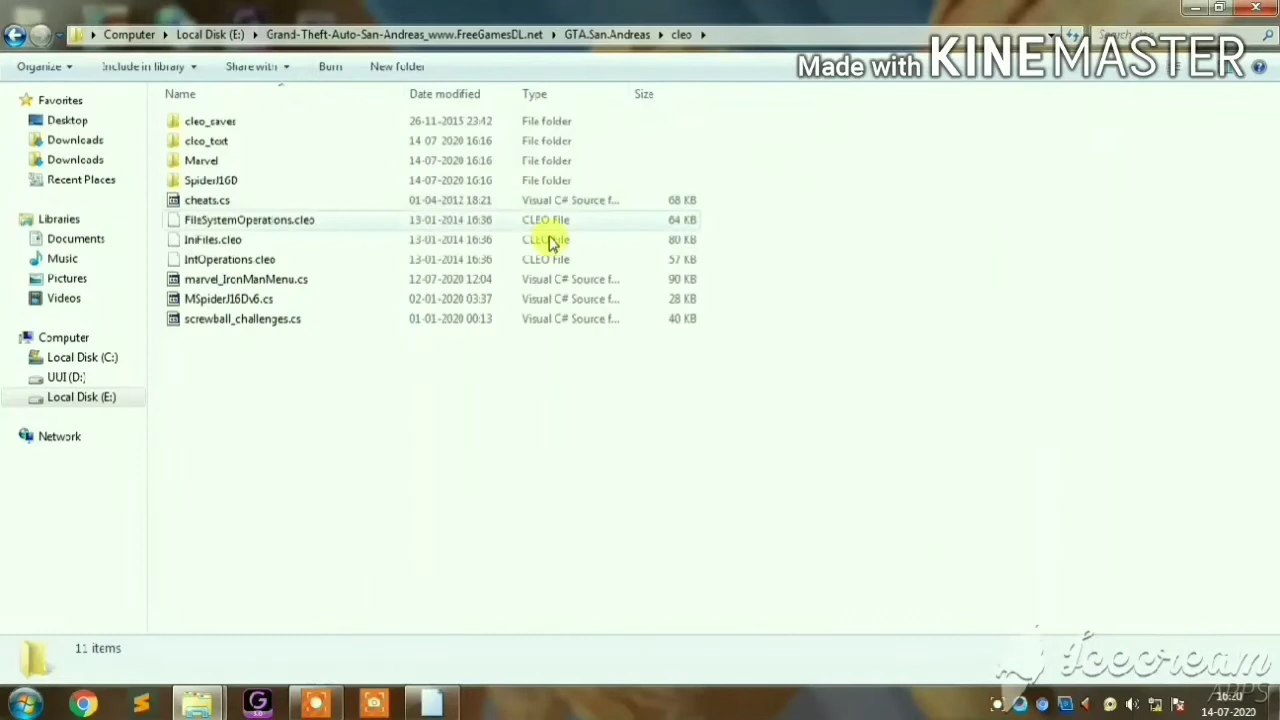 Computer Local Disk (E:) Grand-Theft-Auto-San-Andreas_www.FreeGamesDL.net GTA.San.Andreas cleo
Made with KINEMASTER
Organize Include in library Share with Burn New folder
Name Date modified Type Size
Favorites
Desktop
Downloads
Downloads
Recent Places
Libraries
Documents
Music
Pictures
Videos
Computer
Local Disk (C:)
UUI (D:)
Local Disk (E:)
Network
cleo_saves 26-11-2015 23:42 File folder
cleo_text 14-07-2020 16:16 File folder
Marvel 14-07-2020 16:16 File folder
SpiderJ16D 14-07-2020 16:16 File folder
cheats.cs 01-04-2012 18:21 Visual C# Source f... 68 KB
FileSystemOperations.cleo 13-01-2014 16:36 CLEO File 64 KB
IniFiles.cleo 13-01-2014 16:36 CLEO File 80 KB
IntOperations.cleo 13-01-2014 16:36 CLEO File 57 KB
marvel_IronManMenu.cs 12-07-2020 12:04 Visual C# Source f... 90 KB
MSpiderJ16Dv6.cs 02-01-2020 03:37 Visual C# Source f... 28 KB
screwball_challenges.cs 01-01-2020 00:13 Visual C# Source f... 40 KB
11 items
Icecream
APPS
16:20
14-07-2020